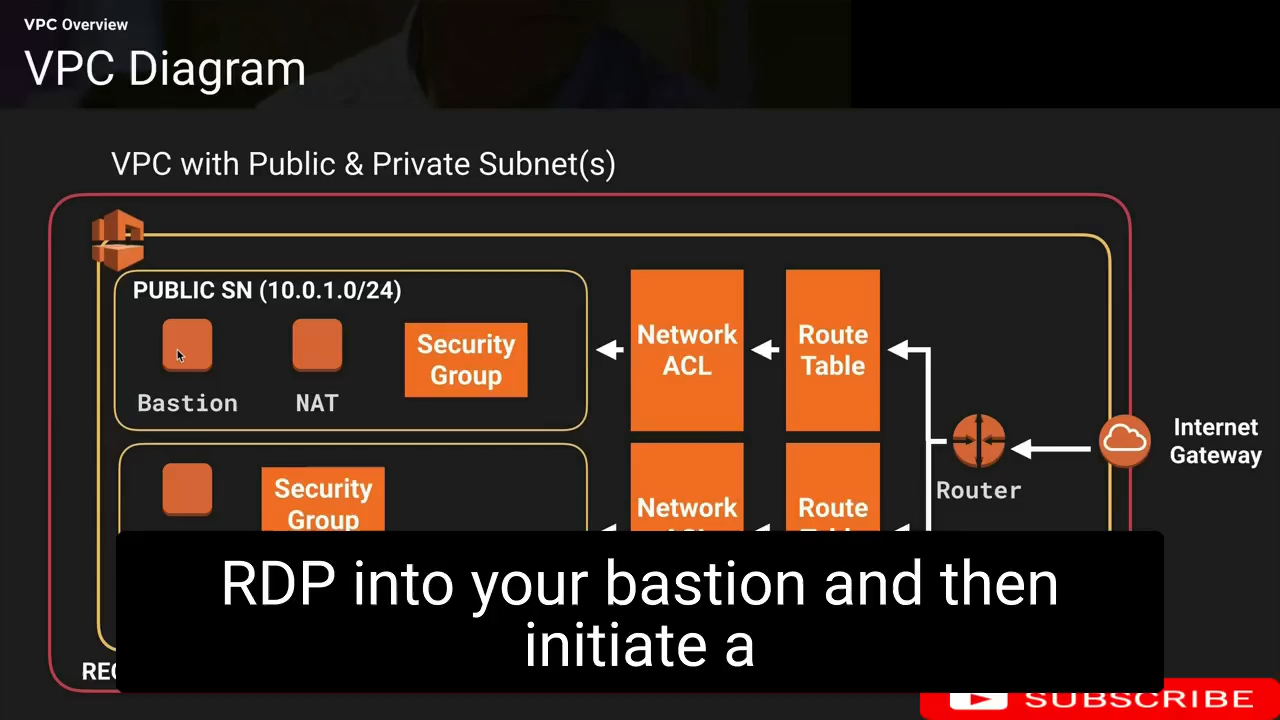 VPC Overview
VPC Diagram
VPC with Public & Private Subnet(s)
PUBLIC SN (10.0.1.0/24)
Bastion
NAT
Security
Group
Network
ACL
Route
Table
Internet
Gateway
Router
Security
Group
Network
Route
RDP into your bastion and then
initiate a
SUBSCRIBE